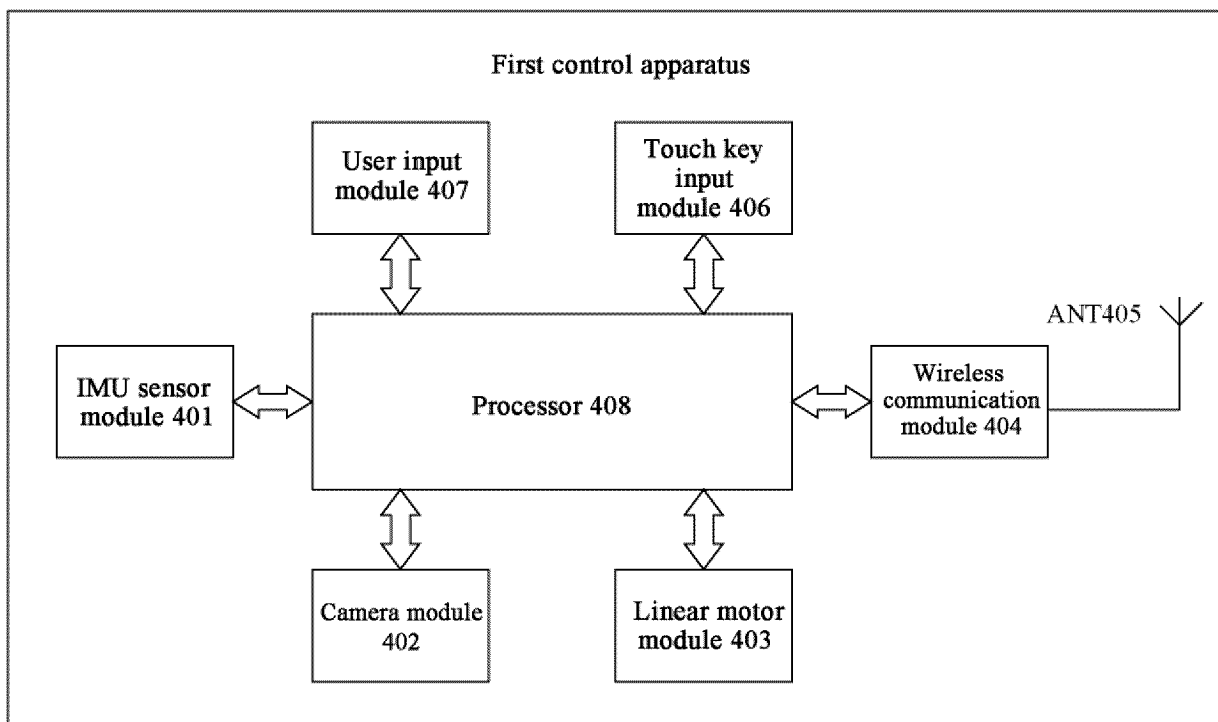 First control apparatus
User input
module 407
Touch key
input
module 406
ANT405
IMU sensor
module 401
Processor 408
Wireless
communication
module 404
Camera module
402
Linear motor
module 403